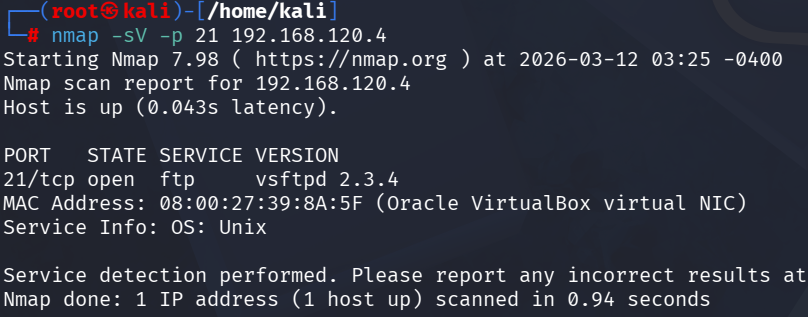 ┌──(root㉿kali)-[/home/kali]
└─# nmap -sV -p 21 192.168.120.4
Starting Nmap 7.98 ( https://nmap.org ) at 2026-03-12 03:25 -0400
Nmap scan report for 192.168.120.4
Host is up (0.043s latency).

PORT   STATE SERVICE VERSION
21/tcp open  ftp     vsftpd 2.3.4
MAC Address: 08:00:27:39:8A:5F (Oracle VirtualBox virtual NIC)
Service Info: OS: Unix

Service detection performed. Please report any incorrect results at
Nmap done: 1 IP address (1 host up) scanned in 0.94 seconds